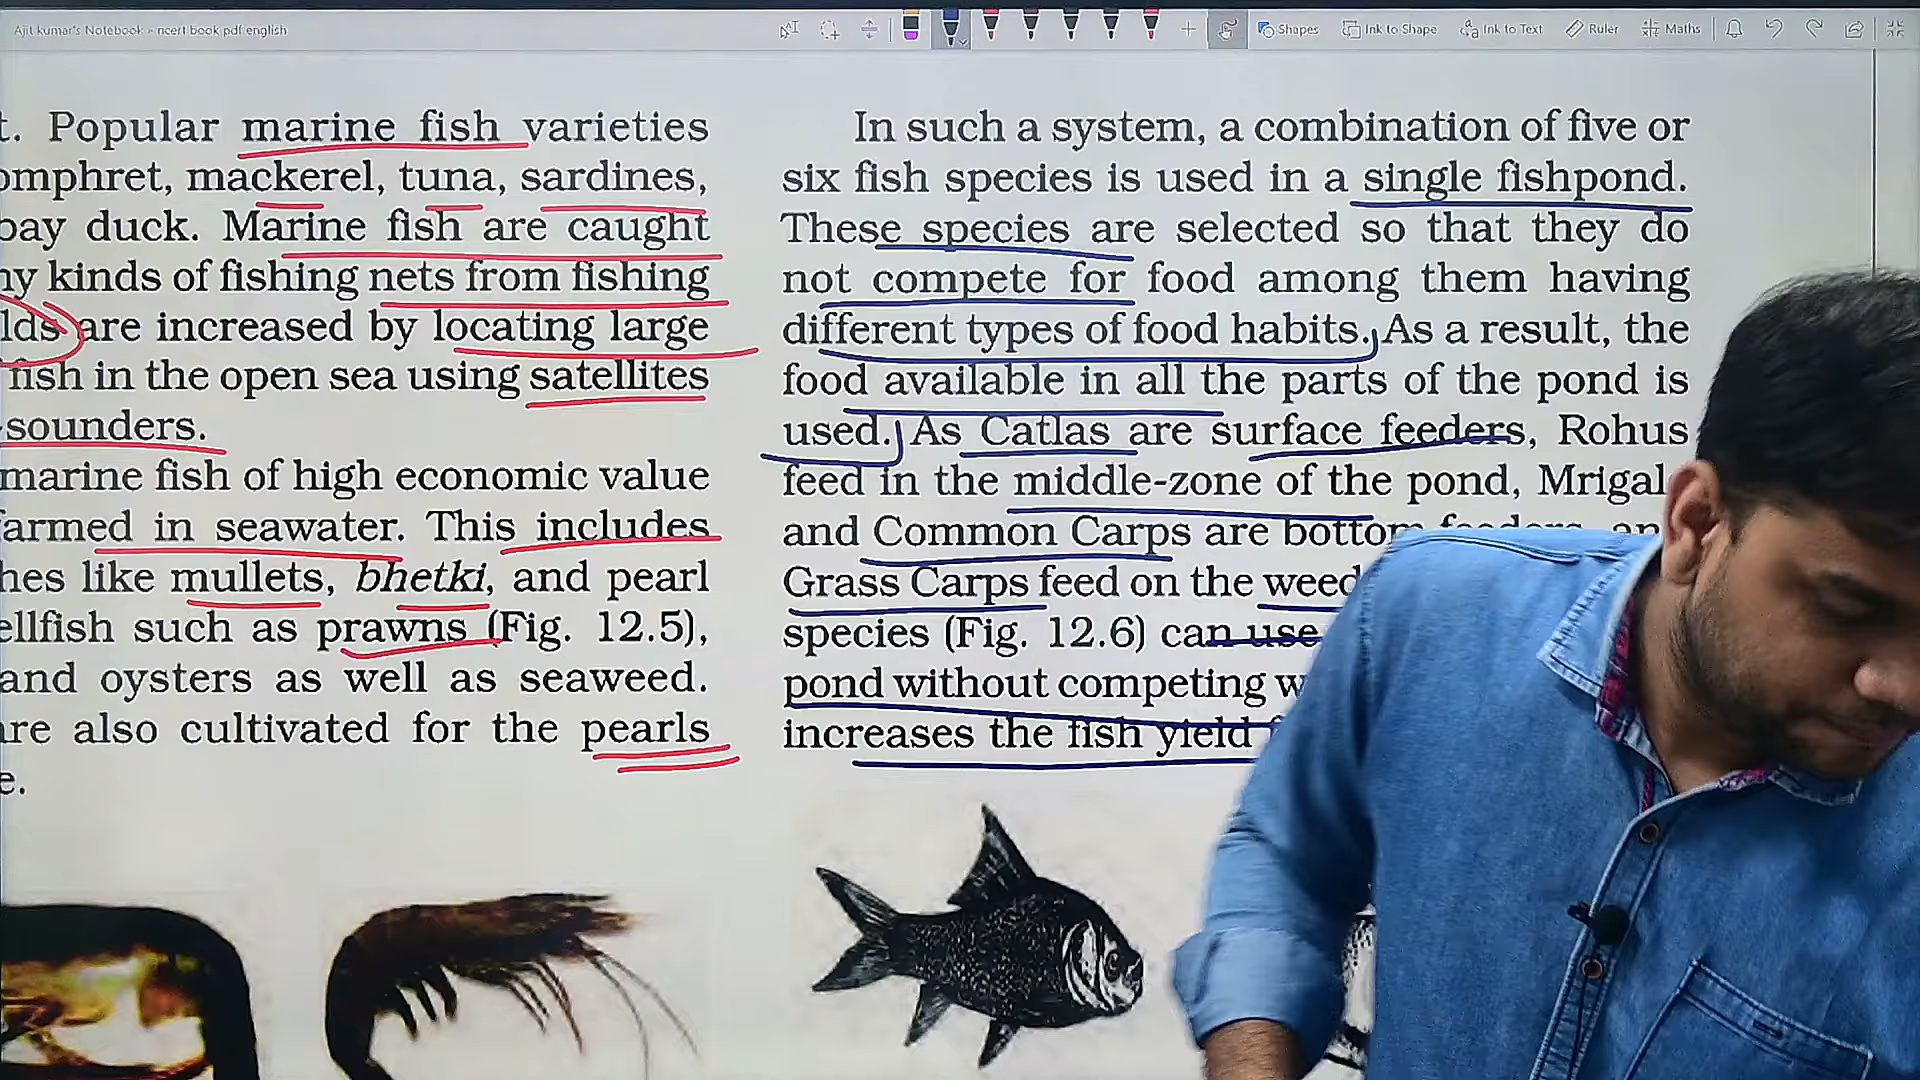 Ajit kumar's Notebook » ncert book pdf english
Shapes
Ink to Shape
Ink to Text
Ruler
Maths
t. Popular marine fish varieties
omphret, mackerel, tuna, sardines,
bay duck. Marine fish are caught
ny kinds of fishing nets from fishing
lds are increased by locating large
fish in the open sea using satellites
sounders.
marine fish of high economic value
farmed in seawater. This includes
hes like mullets, bhetki, and pearl
ellfish such as prawns (Fig. 12.5),
and oysters as well as seaweed.
are also cultivated for the pearls
e.
In such a system, a combination of five or
six fish species is used in a single fishpond.
These species are selected so that they do
not compete for food among them having
different types of food habits. As a result, the
food available in all the parts of the pond is
used. As Catlas are surface feeders, Rohus
feed in the middle-zone of the pond, Mrigal
and Common Carps are bottom feeders, an
Grass Carps feed on the weed
species (Fig. 12.6) can use
pond without competing w
increases the fish yield f